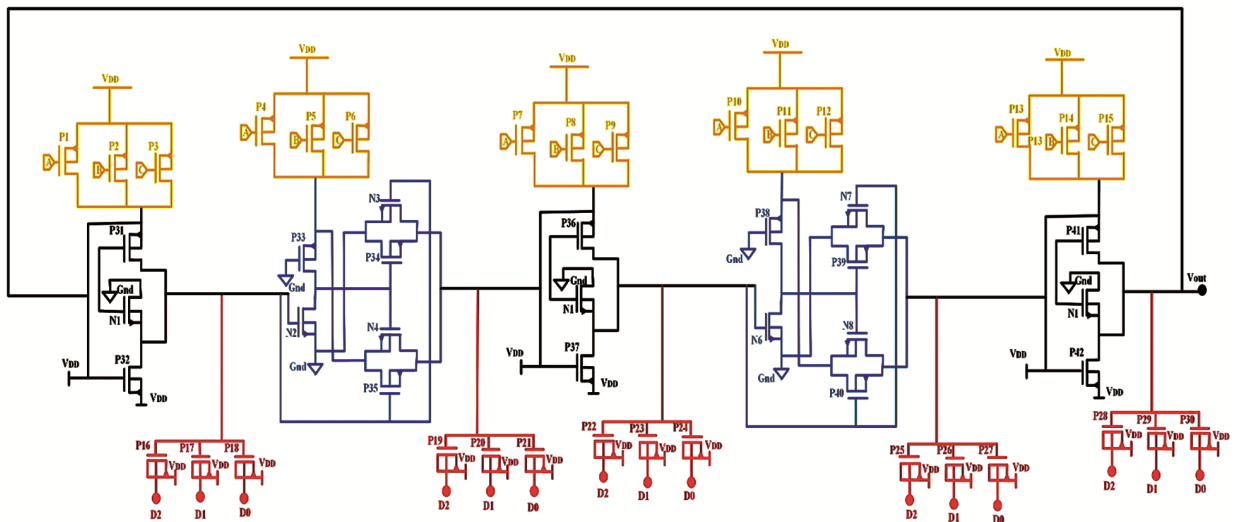 VDD
P1
P2
P3
A
B
C
P31
Gnd
N1
P32
VDD
VDD
P16
P17
P18
VDD
VDD
VDD
D2
D1
D0
VDD
P4
P5
P6
A
B
C
P33
Gnd
N2
Gnd
N3
P34
N4
P35
P19
P20
P21
VDD
VDD
VDD
D2
D1
D0
VDD
P7
P8
P9
A
B
C
P36
Gnd
N1
P37
VDD
VDD
P22
P23
P24
VDD
VDD
VDD
D2
D1
D0
VDD
P10
P11
P12
A
B
C
P38
Gnd
N6
Gnd
N7
P39
N8
P40
P25
P26
P27
VDD
VDD
VDD
D2
D1
D0
VDD
P13
P14
P15
A
P13
B
C
P41
Gnd
N1
P42
VDD
VDD
Vout
P28
P29
P30
VDD
VDD
VDD
D2
D1
D0